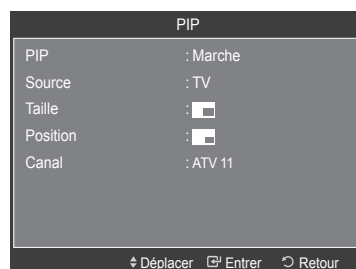 PIP
PIP : Marche
Source : TV
Taille :
Position :
Canal : ATV 11
Déplacer Entrer Retour